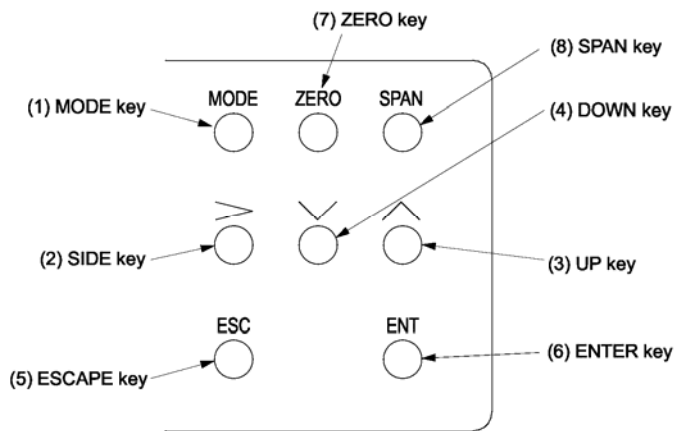 (7) ZERO key
(8) SPAN key
(1) MODE key
MODE ZERO SPAN
(4) DOWN key
(2) SIDE key
(3) UP key
ESC ENT
(5) ESCAPE key
(6) ENTER key